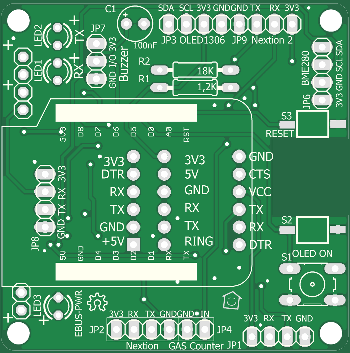 SDA SCL 3V3 GND GND TX RX 3V3
C1
100nF
JP3 OLED1306 JP9 Nextion 2
LED2
TX
JP7
GND I/O 3V3
Buzzer
LED1
RX
R2
18K
R1
1,2K
BME280
3V3 GND SCL SDA
JP6
S3
RESET
5V0 D8 D7 D6 D5 D0 A0 RST
3V3
DTR
RX
TX
GND
+5V
3V3
5V
GND
RX
TX
RING
GND
CTS
VCC
TX
RX
DTR
GND TX RX 3V3
JP8
5V GND D4 D3 D2 D1 RX TX
S2
OLED ON
S1
LED3
EBUS-PWR
3V3 RX TX GND GND IN
JP2
JP4
Nextion GAS Counter
JP1
3V3 RX TX GND